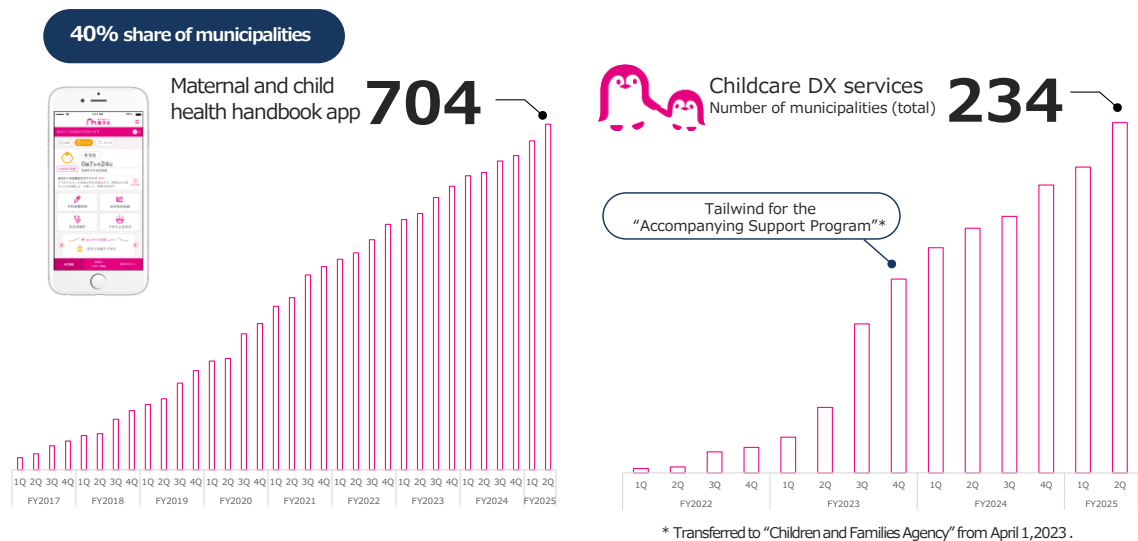 40% share of municipalities
Maternal and child
health handbook app
704
Childcare DX services
Number of municipalities (total)
234
Tailwind for the
“Accompanying Support Program”*
HOME
1Q 2Q 3Q 4Q 1Q 2Q 3Q 4Q 1Q 2Q 3Q 4Q 1Q 2Q 3Q 4Q 1Q 2Q 3Q 4Q 1Q 2Q 3Q 4Q 1Q 2Q 3Q 4Q 1Q 2Q 3Q 4Q 1Q 2Q
FY2017 FY2018 FY2019 FY2020 FY2021 FY2022 FY2023 FY2024 FY2025
1Q 2Q 3Q 4Q 1Q 2Q 3Q 4Q 1Q 2Q 3Q 4Q 1Q 2Q
FY2022 FY2023 FY2024 FY2025
* Transferred to “Children and Families Agency” from April 1,2023 .